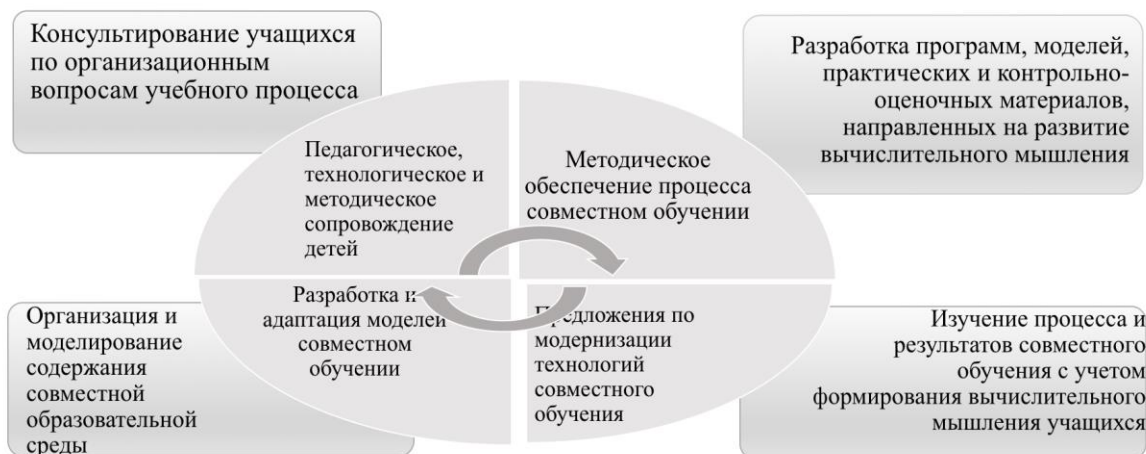 Консультирование учащихся
по организационным
вопросам учебного процесса
Разработка программ, моделей,
практических и контрольно-
оценочных материалов,
направленных на развитие
вычислительного мышления
Педагогическое,
технологическое и
методическое
сопровождение
детей
Методическое
обеспечение процесса
совместном обучении
Разработка и
адаптация моделей
совместном
обучении
Предложения по
модернизации
технологий
совместного
обучения
Организация и
моделирование
содержания
совместной
образовательной
среды
Изучение процесса и
результатов совместного
обучения с учетом
формирования вычислительного
мышления учащихся